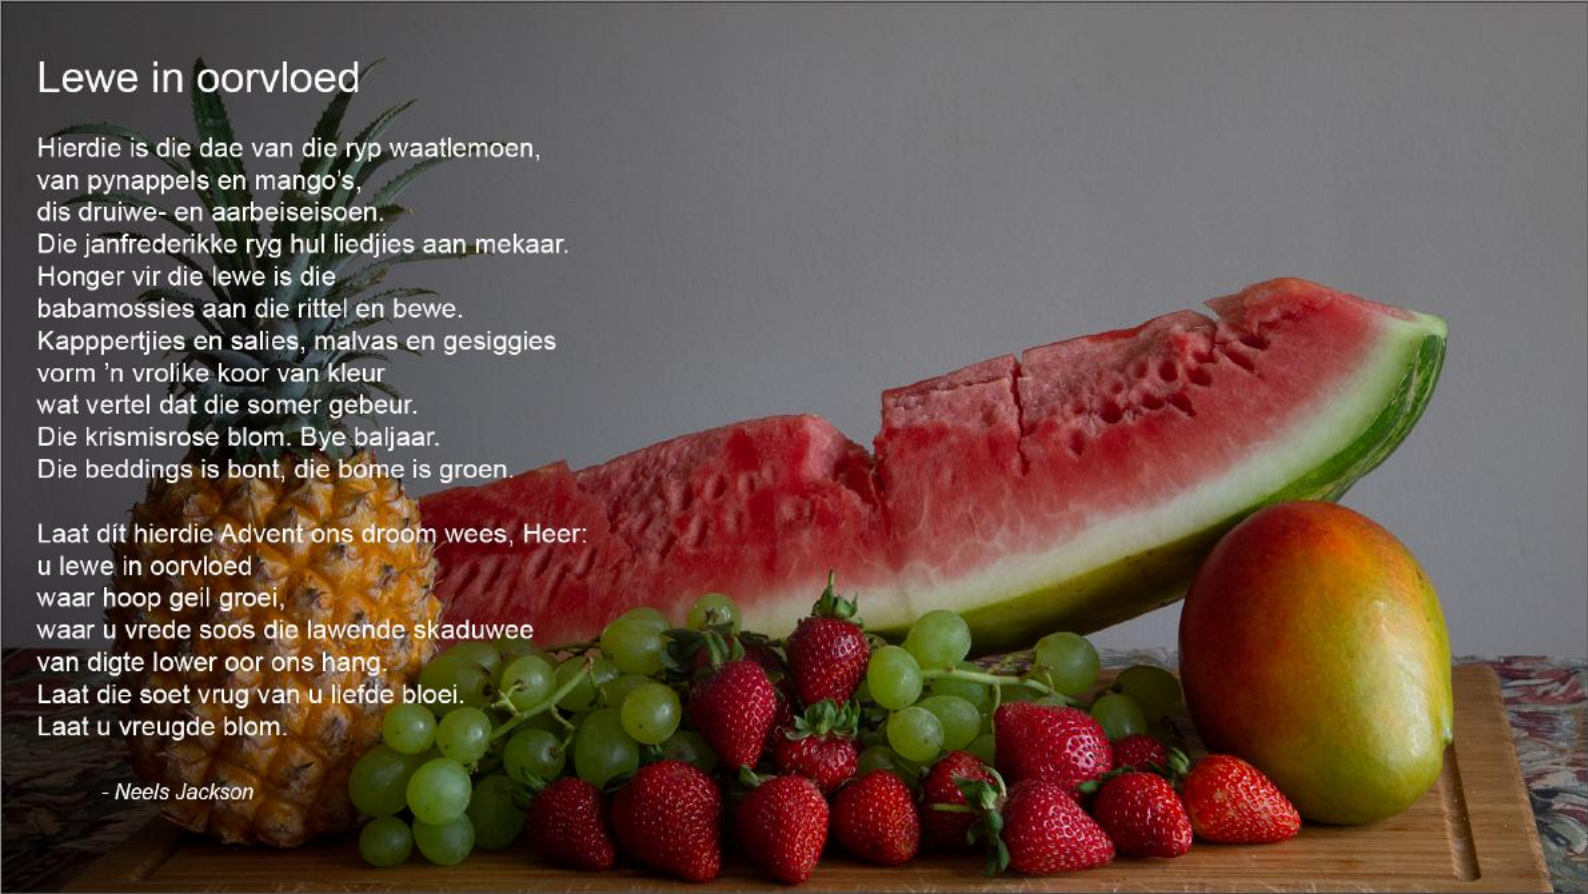 Lewe in oorvloed
Hierdie is die dae van die ryp waatlemoen,
van pynappels en mango’s,
dis druiwe- en aarbeiseisoen.
Die janfrederikke ryg hul liedjies aan mekaar.
Honger vir die lewe is die
babamossies aan die rittel en bewe.
Kapppertjies en salies, malvas en gesiggies
vorm ’n vrolike koor van kleur
wat vertel dat die somer gebeur.
Die krismisrose blom. Bye baljaar.
Die beddings is bont, die bome is groen.
Laat dít hierdie Advent ons droom wees, Heer:
u lewe in oorvloed
waar hoop geil groei,
waar u vrede soos die lawende skaduwee
van digte lower oor ons hang.
Laat die soet vrug van u liefde bloei.
Laat u vreugde blom.
- Neels Jackson